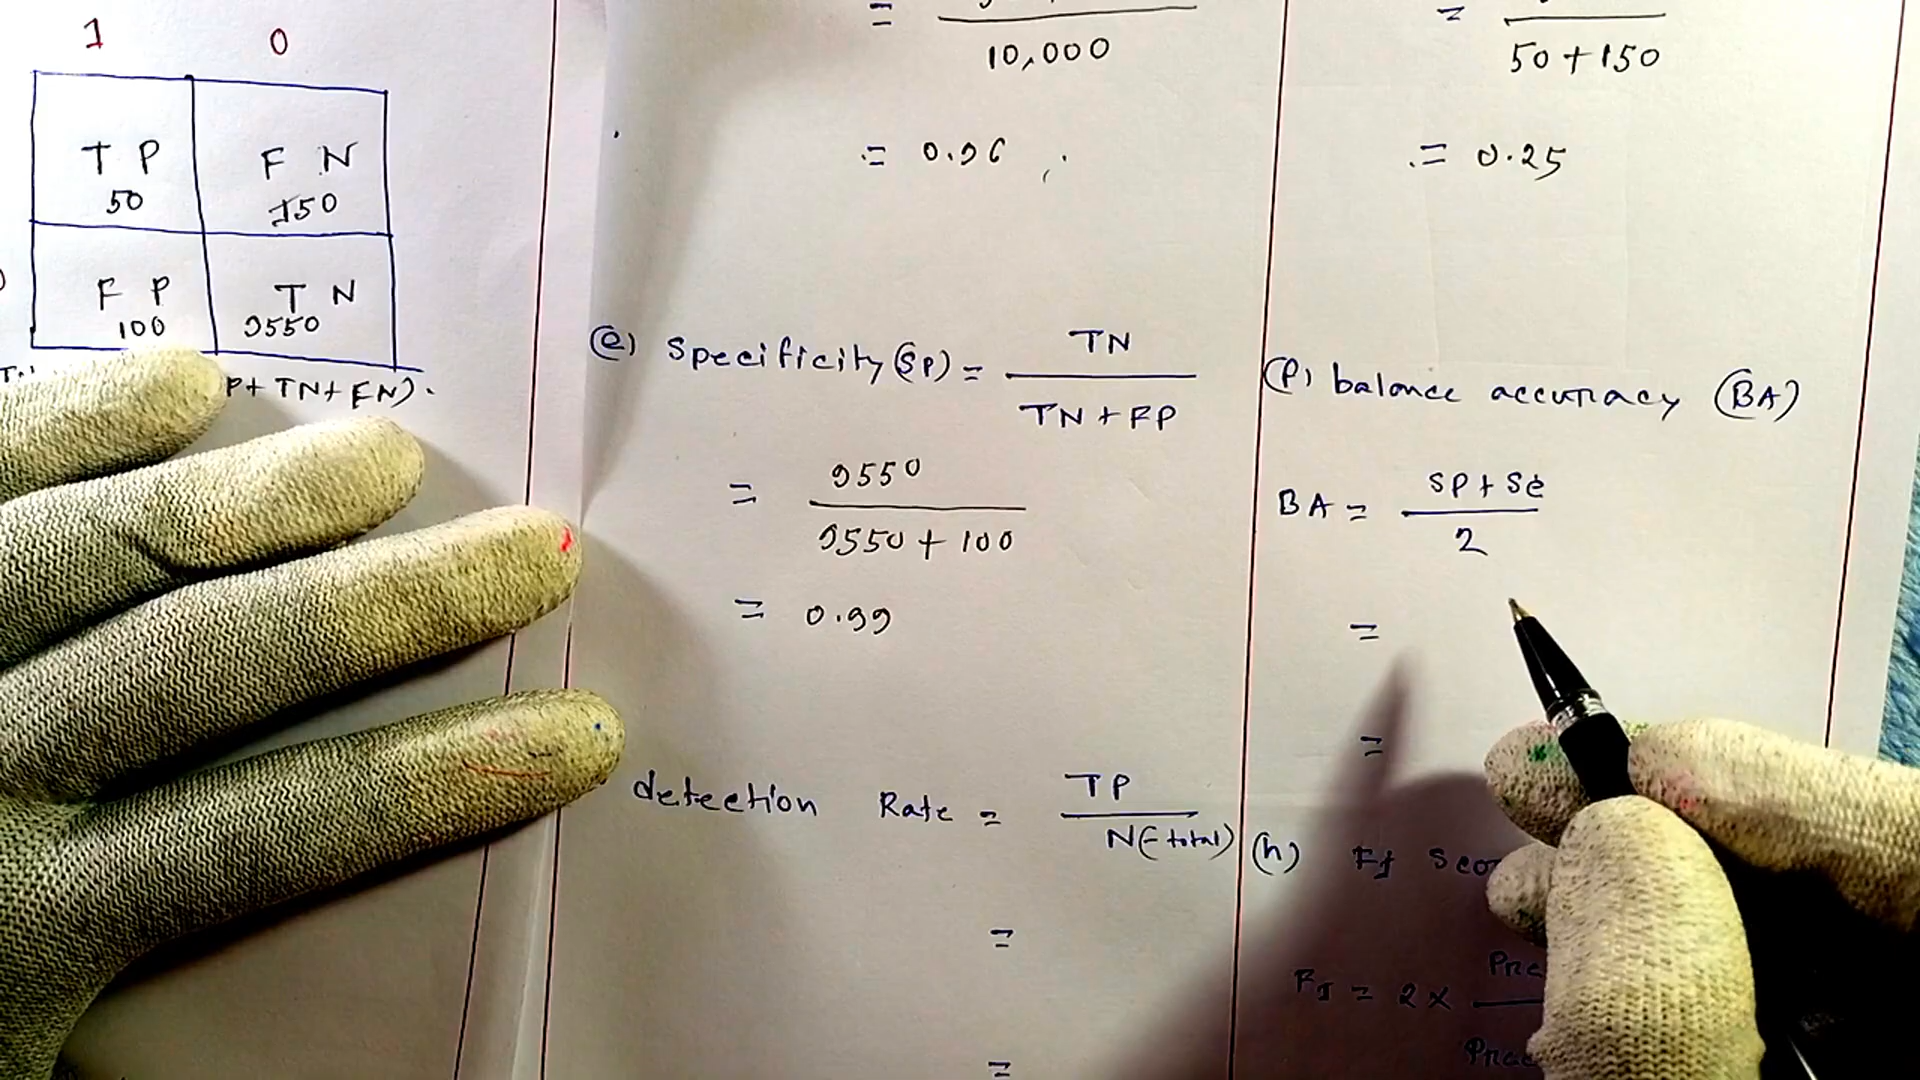 1 0
T P
50
F N
150
F P
100
T N
9550
P + TN + FN).
=
10,000
= 0.96
=
50 + 150
= 0.25
(e) Specificity (SP) = TN
TN + FP
= 9550
9550 + 100
= 0.99
(f) balance accuracy (BA)
BA = SP + Se
2
=
=
detection Rate = TP
N(= total)
=
=
(h) F1
F1 = 2 ×